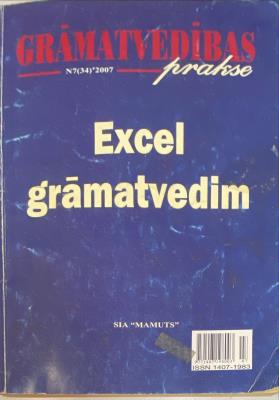 GRĀMATVEDĪBAS
prakse
N7(34)'2007
Excel
grāmatvedim
SIA "MAMUTS"
ISSN 1407-1983